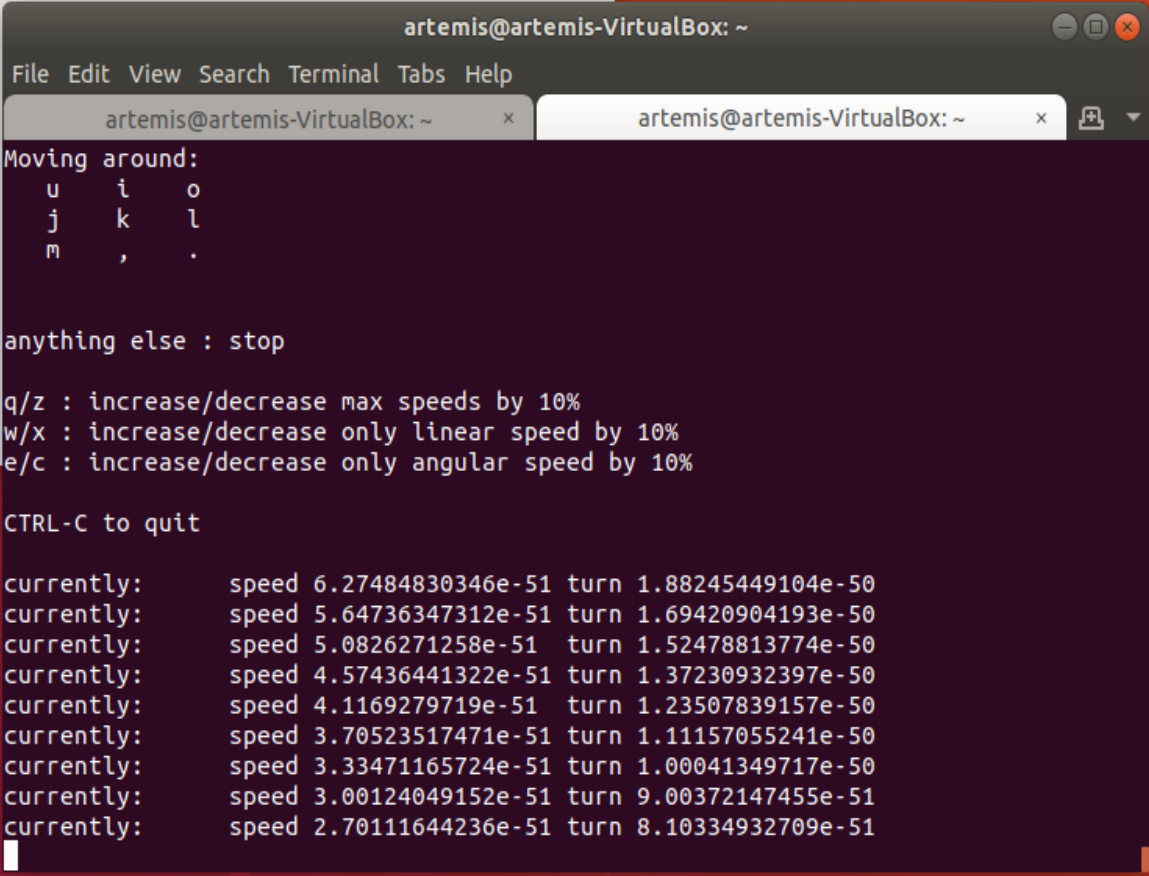 artemis@artemis-VirtualBox: ~
File Edit View Search Terminal Tabs Help
artemis@artemis-VirtualBox: ~ × artemis@artemis-VirtualBox: ~ ×
Moving around:
   u    i    o
   j    k    l
   m    ,    .
anything else : stop
q/z : increase/decrease max speeds by 10%
w/x : increase/decrease only linear speed by 10%
e/c : increase/decrease only angular speed by 10%
CTRL-C to quit
currently:      speed 6.27484830346e-51 turn 1.88245449104e-50
currently:      speed 5.64736347312e-51 turn 1.69420904193e-50
currently:      speed 5.0826271258e-51  turn 1.52478813774e-50
currently:      speed 4.57436441322e-51 turn 1.37230932397e-50
currently:      speed 4.1169279719e-51  turn 1.23507839157e-50
currently:      speed 3.70523517471e-51 turn 1.11157055241e-50
currently:      speed 3.33471165724e-51 turn 1.00041349717e-50
currently:      speed 3.00124049152e-51 turn 9.00372147455e-51
currently:      speed 2.70111644236e-51 turn 8.10334932709e-51